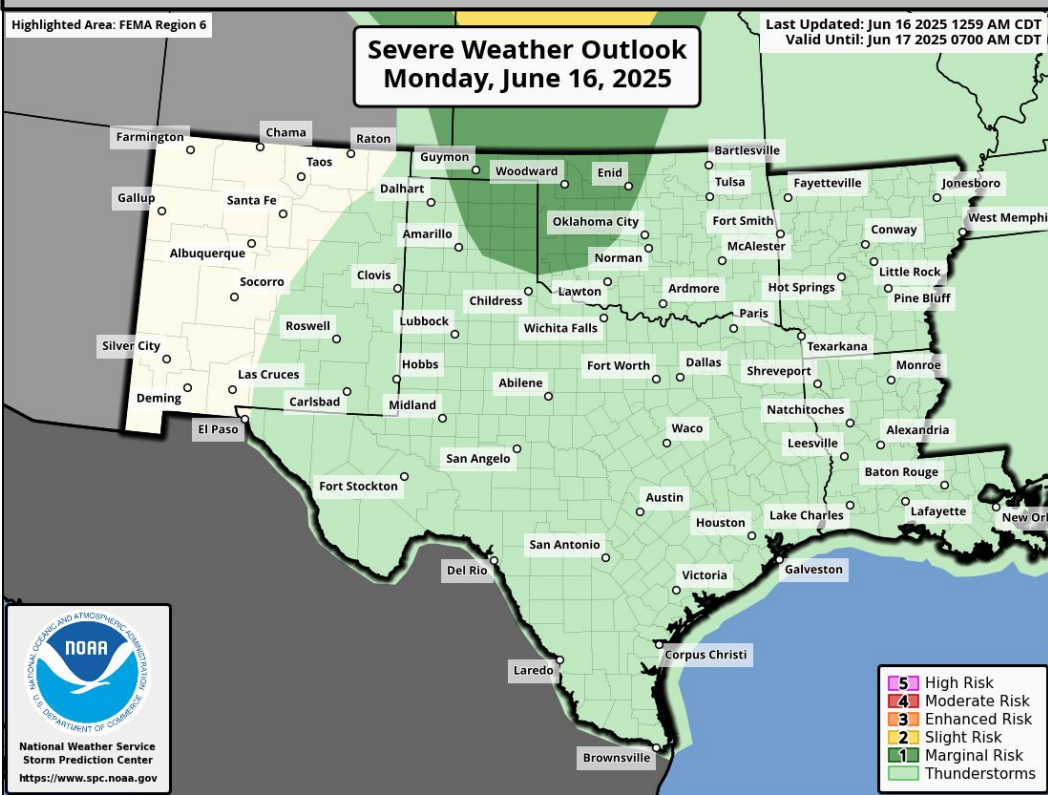 Highlighted Area: FEMA Region 6
Last Updated: Jun 16 2025 1259 AM CDT
Valid Until: Jun 17 2025 0700 AM CDT
Severe Weather Outlook
Monday, June 16, 2025
Farmington
Chama
Raton
Taos
Guymon
Woodward
Enid
Bartlesville
Tulsa
Fayetteville
Jonesboro
Gallup
Santa Fe
Dalhart
Oklahoma City
Fort Smith
Conway
West Memphi
Albuquerque
Amarillo
Norman
McAlester
Socorro
Clovis
Childress
Lawton
Ardmore
Hot Springs
Little Rock
Pine Bluff
Roswell
Lubbock
Wichita Falls
Paris
Texarkana
Silver City
Las Cruces
Hobbs
Abilene
Fort Worth
Dallas
Shreveport
Monroe
Deming
Carlsbad
Midland
Natchitoches
El Paso
Waco
Leesville
Alexandria
San Angelo
Baton Rouge
Fort Stockton
Austin
Houston
Lake Charles
Lafayette
New Orl
San Antonio
Del Rio
Victoria
Galveston
Laredo
Corpus Christi
Brownsville
NATIONAL OCEANIC AND ATMOSPHERIC ADMINISTRATION
NOAA
U.S. DEPARTMENT OF COMMERCE
National Weather Service
Storm Prediction Center
https://www.spc.noaa.gov
5 High Risk
4 Moderate Risk
3 Enhanced Risk
2 Slight Risk
1 Marginal Risk
Thunderstorms